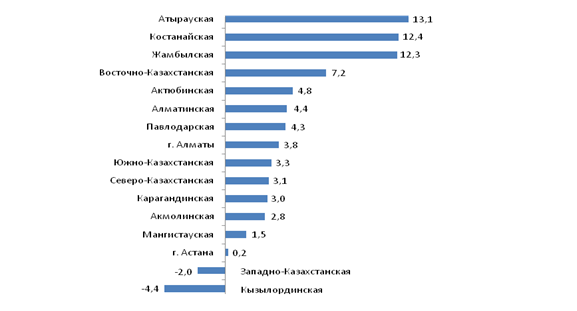 Атырауская 13,1
Костанайская 12,4
Жамбылская 12,3
Восточно-Казахстанская 7,2
Актюбинская 4,8
Алматинская 4,4
Павлодарская 4,3
г. Алматы 3,8
Южно-Казахстанская 3,3
Северо-Казахстанская 3,1
Карагандинская 3,0
Акмолинская 2,8
Мангистауская 1,5
г. Астана 0,2
-2,0 Западно-Казахстанская
-4,4 Кызылординская